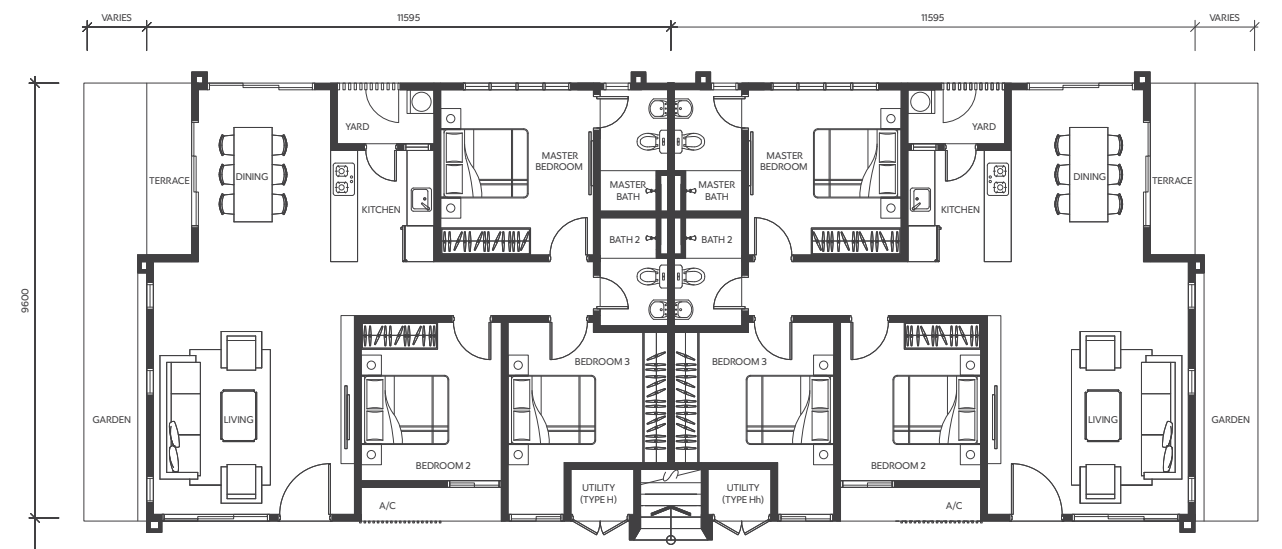 VARIES 11595 11595 VARIES
YARD YARD
MASTER
BEDROOM
MASTER
BEDROOM
TERRACE DINING DINING TERRACE
MASTER
BATH
MASTER
BATH
KITCHEN KITCHEN
BATH 2 BATH 2
9600
BEDROOM 3 BEDROOM 3
GARDEN LIVING LIVING GARDEN
BEDROOM 2 BEDROOM 2
UTILITY
(TYPE H)
UTILITY
(TYPE Hh)
A/C A/C